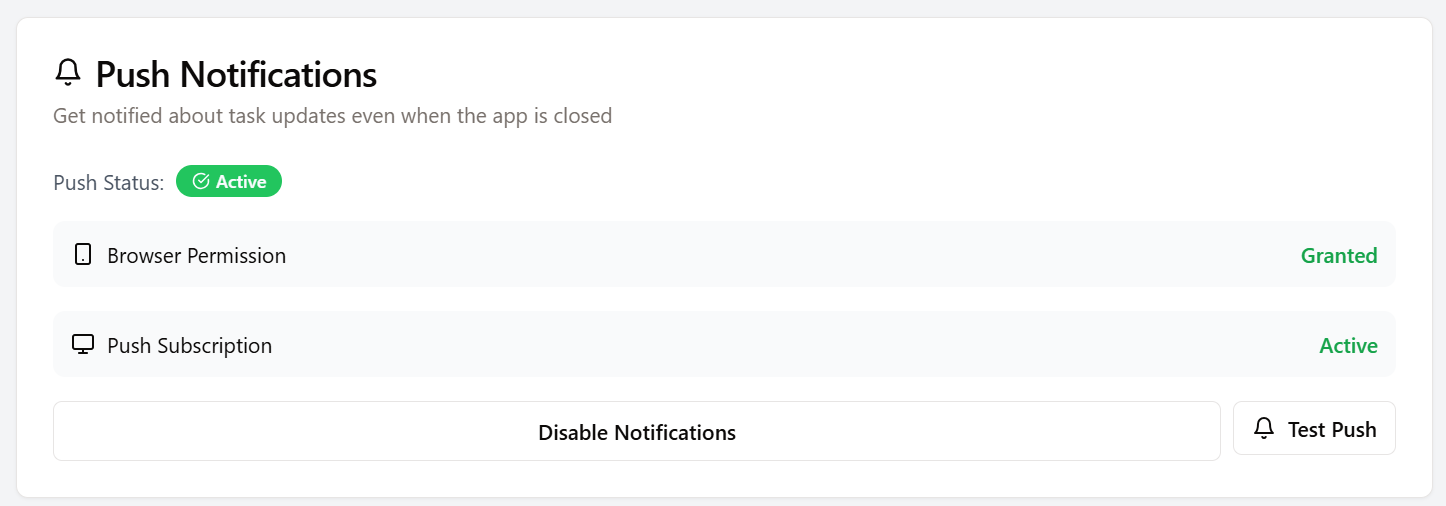 Push Notifications
Get notified about task updates even when the app is closed
Push Status: Active
Browser Permission Granted
Push Subscription Active
Disable Notifications Test Push